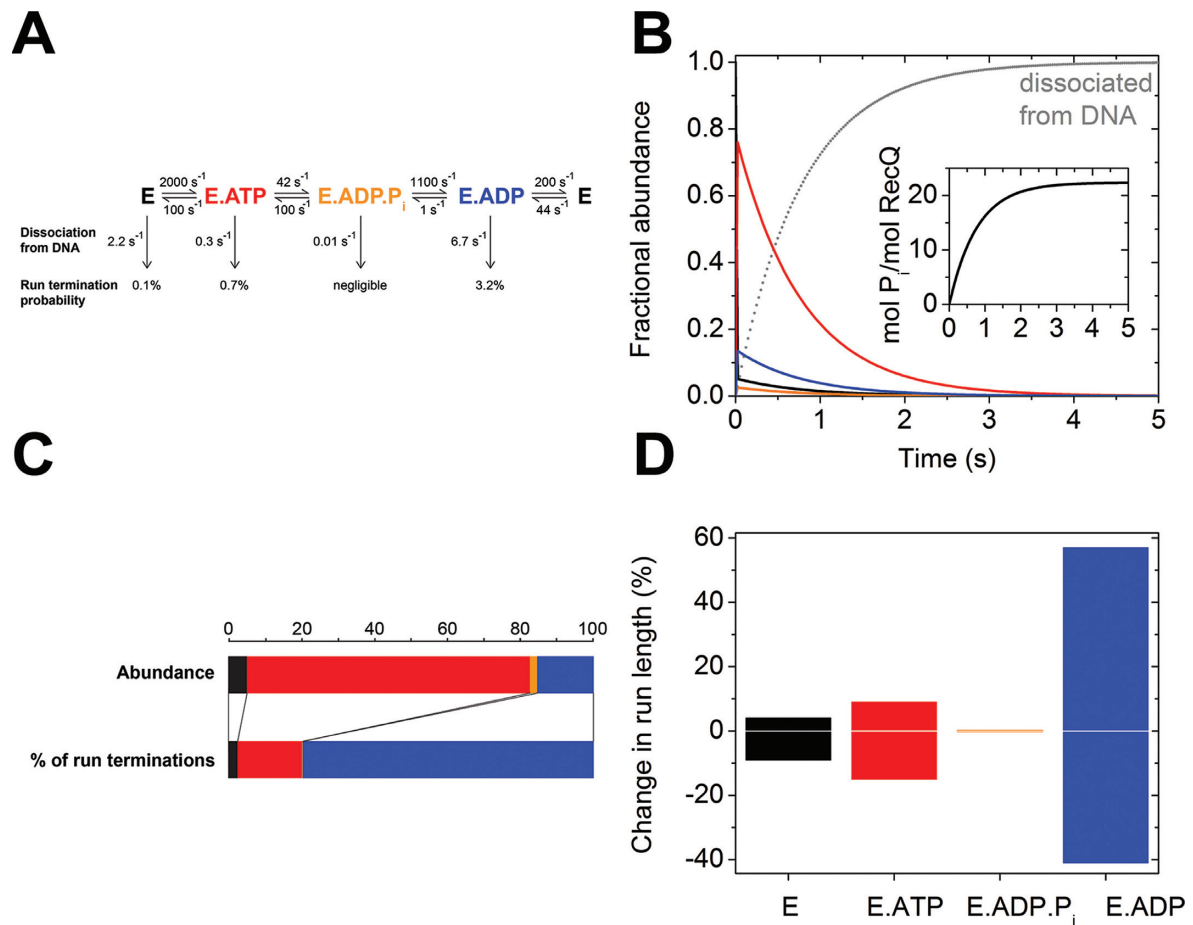 A
2000 s⁻¹ 42 s⁻¹ 1100 s⁻¹ 200 s⁻¹
E E.ATP E.ADP.Pᵢ E.ADP E
100 s⁻¹ 100 s⁻¹ 1 s⁻¹ 44 s⁻¹
Dissociation
from DNA
2.2 s⁻¹ 0.3 s⁻¹ 0.01 s⁻¹ 6.7 s⁻¹
Run termination
probability
0.1% 0.7% negligible 3.2%
B
Fractional abundance
1.0
0.8
0.6
0.4
0.2
0.0
dissociated
from DNA
mol Pᵢ/mol RecQ
20
10
0
0 1 2 3 4 5
0 1 2 3 4 5
Time (s)
C
0 20 40 60 80 100
Abundance
% of run terminations
D
Change in run length (%)
60
40
20
0
-20
-40
E E.ATP E.ADP.Pᵢ E.ADP